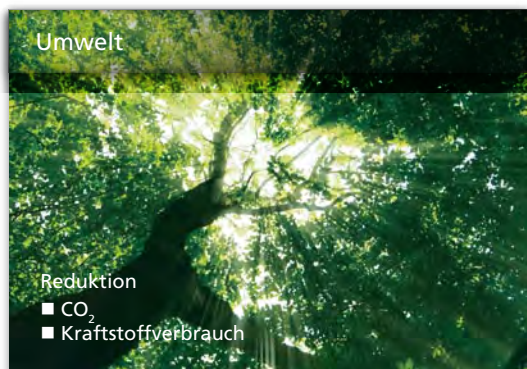 Umwelt
Reduktion
■ CO₂
■ Kraftstoffverbrauch